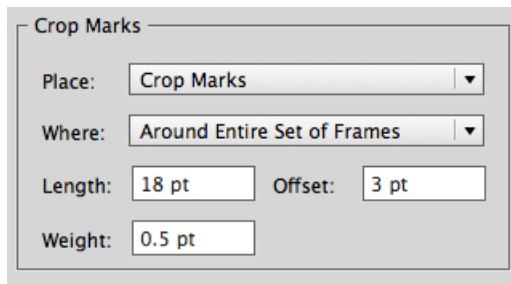 Crop Marks
Place: Crop Marks
Where: Around Entire Set of Frames
Length: 18 pt Offset: 3 pt
Weight: 0.5 pt